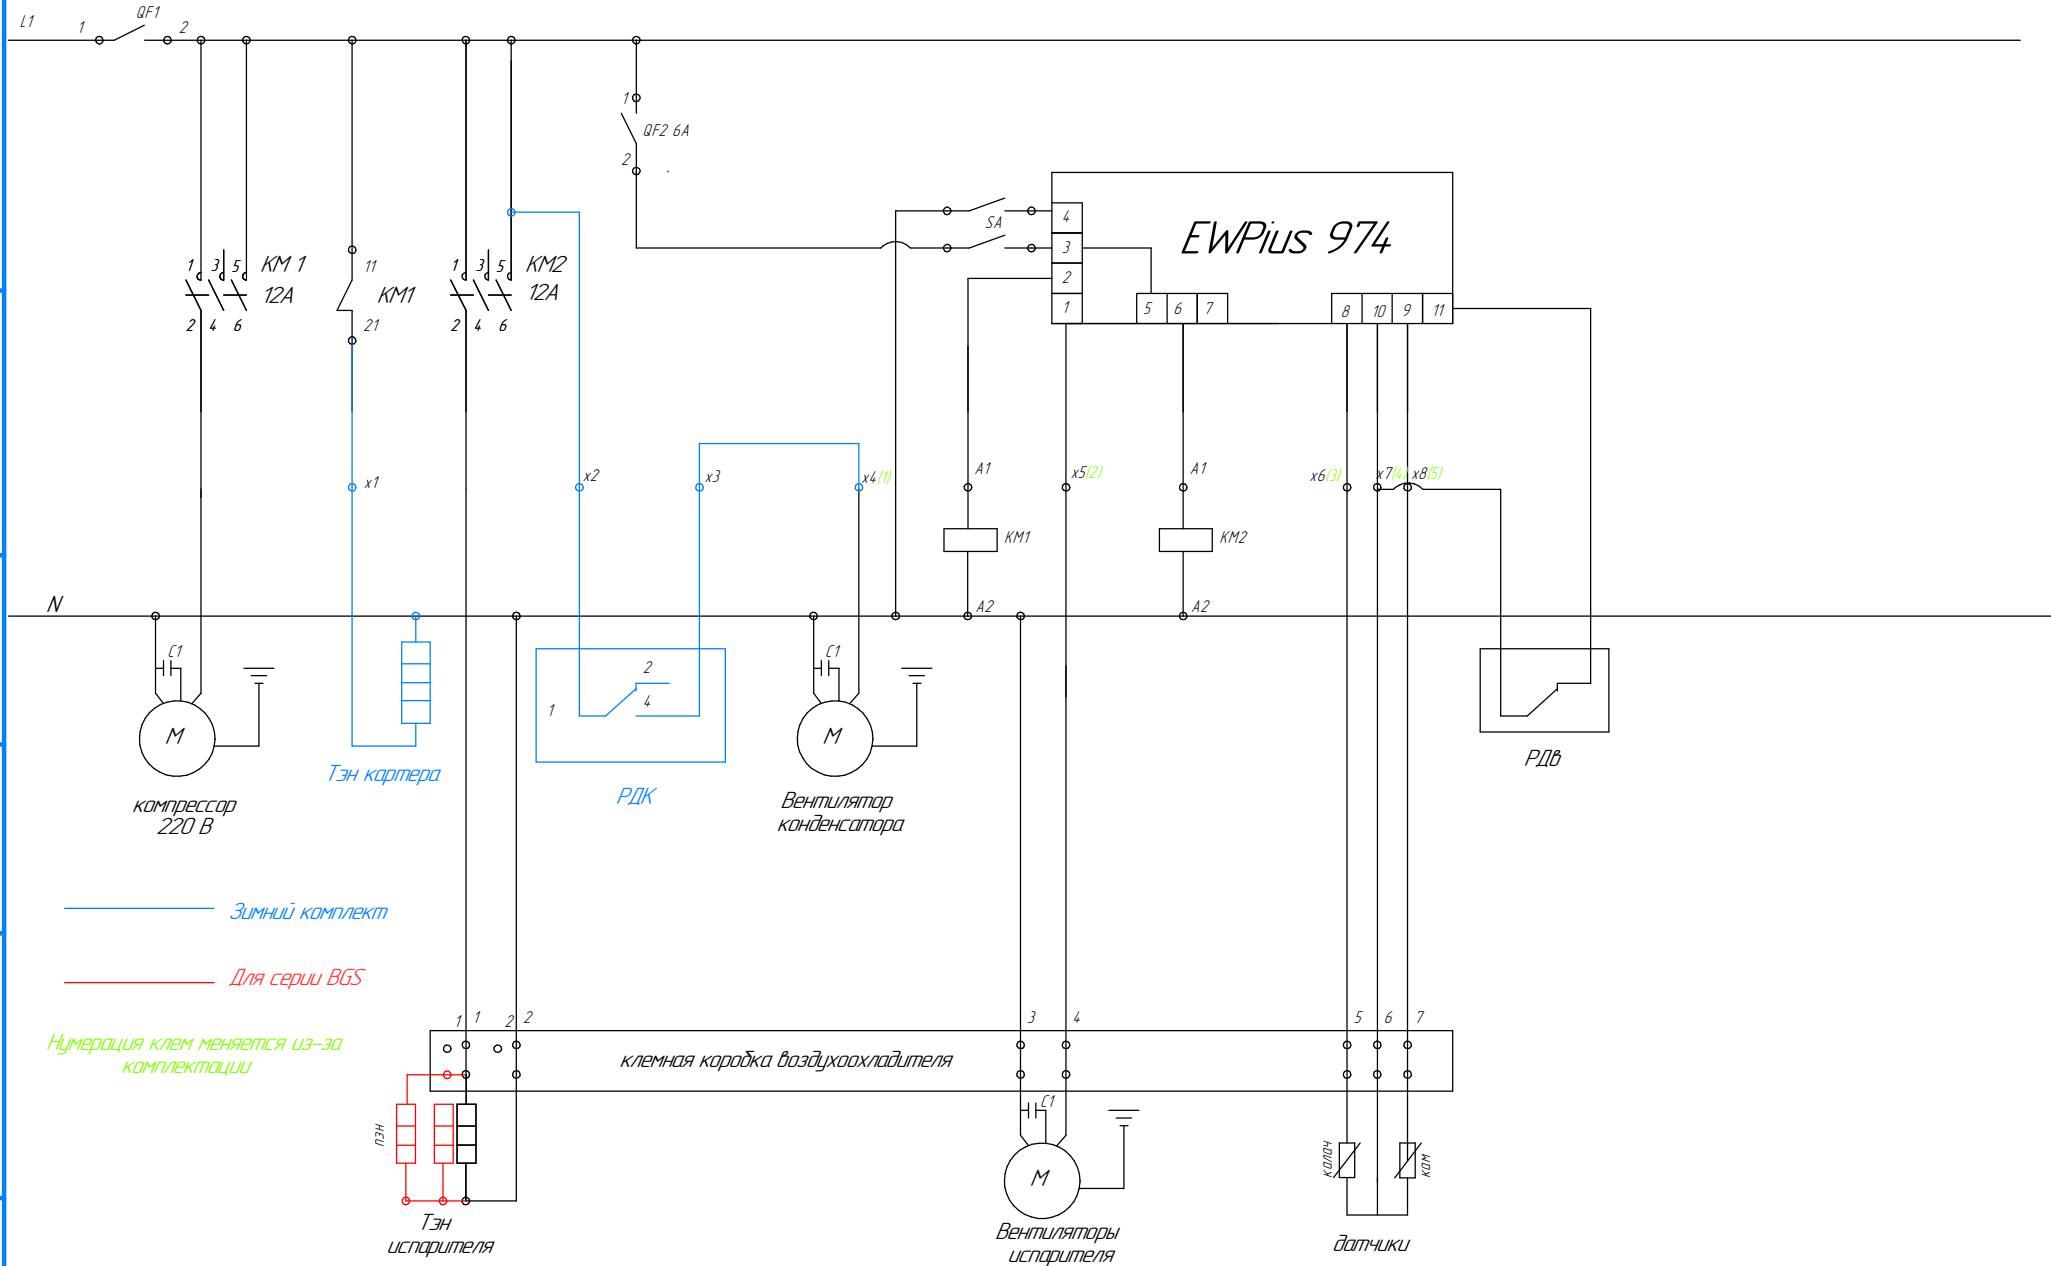 L1
1
QF1
2
1
QF2 6A
2
SA
4
3
2
1
EWPius 974
5
6
7
8
10
9
11
1
3
5
KM 1
12A
2
4
6
11
KM1
21
1
3
5
KM2
12A
2
4
6
x1
x2
x3
x4(1)
A1
x5(2)
A1
x6(3)
x7(4)
x8(5)
KM1
KM2
N
A2
A2
C1
M
компрессор
220 В
Тэн картера
1
2
4
РДК
C1
M
Вентилятор
конденсатора
РДв
Зимний комплект
Для серии BGS
Нумерация клем меняется из-за
комплектации
1
1
2
2
3
4
5
6
7
клемная коробка воздухоохладителя
пэн
Тэн
испарителя
C1
M
Вентиляторы
испарителя
калач
кам
датчики